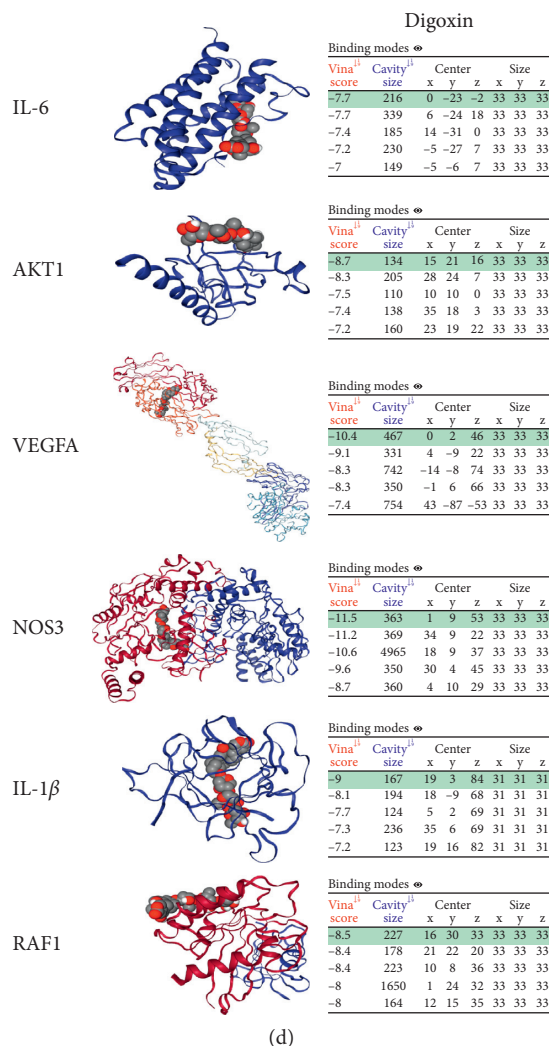 Digoxin
IL-6
Binding modes
Vina Cavity Center Size
score size x y z x y z
−7.7 216 0 −23 −2 33 33 33
−7.7 339 6 −24 18 33 33 33
−7.4 185 14 −31 0 33 33 33
−7.2 230 −5 −27 7 33 33 33
−7 149 −5 −6 7 33 33 33
AKT1
Binding modes
Vina Cavity Center Size
score size x y z x y z
−8.7 134 15 21 16 33 33 33
−8.3 205 28 24 7 33 33 33
−7.5 110 10 10 0 33 33 33
−7.4 138 35 18 3 33 33 33
−7.2 160 23 19 22 33 33 33
VEGFA
Binding modes
Vina Cavity Center Size
score size x y z x y z
−10.4 467 0 2 46 33 33 33
−9.1 331 4 −9 22 33 33 33
−8.3 742 −14 −8 74 33 33 33
−8.3 350 −1 6 66 33 33 33
−7.4 754 43 −87 −53 33 33 33
NOS3
Binding modes
Vina Cavity Center Size
score size x y z x y z
−11.5 363 1 9 53 33 33 33
−11.2 369 34 9 22 33 33 33
−10.6 4965 18 9 37 33 33 33
−9.6 350 30 4 45 33 33 33
−8.7 360 4 10 29 33 33 33
IL-1β
Binding modes
Vina Cavity Center Size
score size x y z x y z
−9 167 19 3 84 31 31 31
−8.1 194 18 −9 68 31 31 31
−7.7 124 5 2 69 31 31 31
−7.3 236 35 6 69 31 31 31
−7.2 123 19 16 82 31 31 31
RAF1
Binding modes
Vina Cavity Center Size
score size x y z x y z
−8.5 227 16 30 33 33 33 33
−8.4 178 21 22 20 33 33 33
−8.4 223 10 8 36 33 33 33
−8 1650 1 24 32 33 33 33
−8 164 12 15 35 33 33 33
(d)